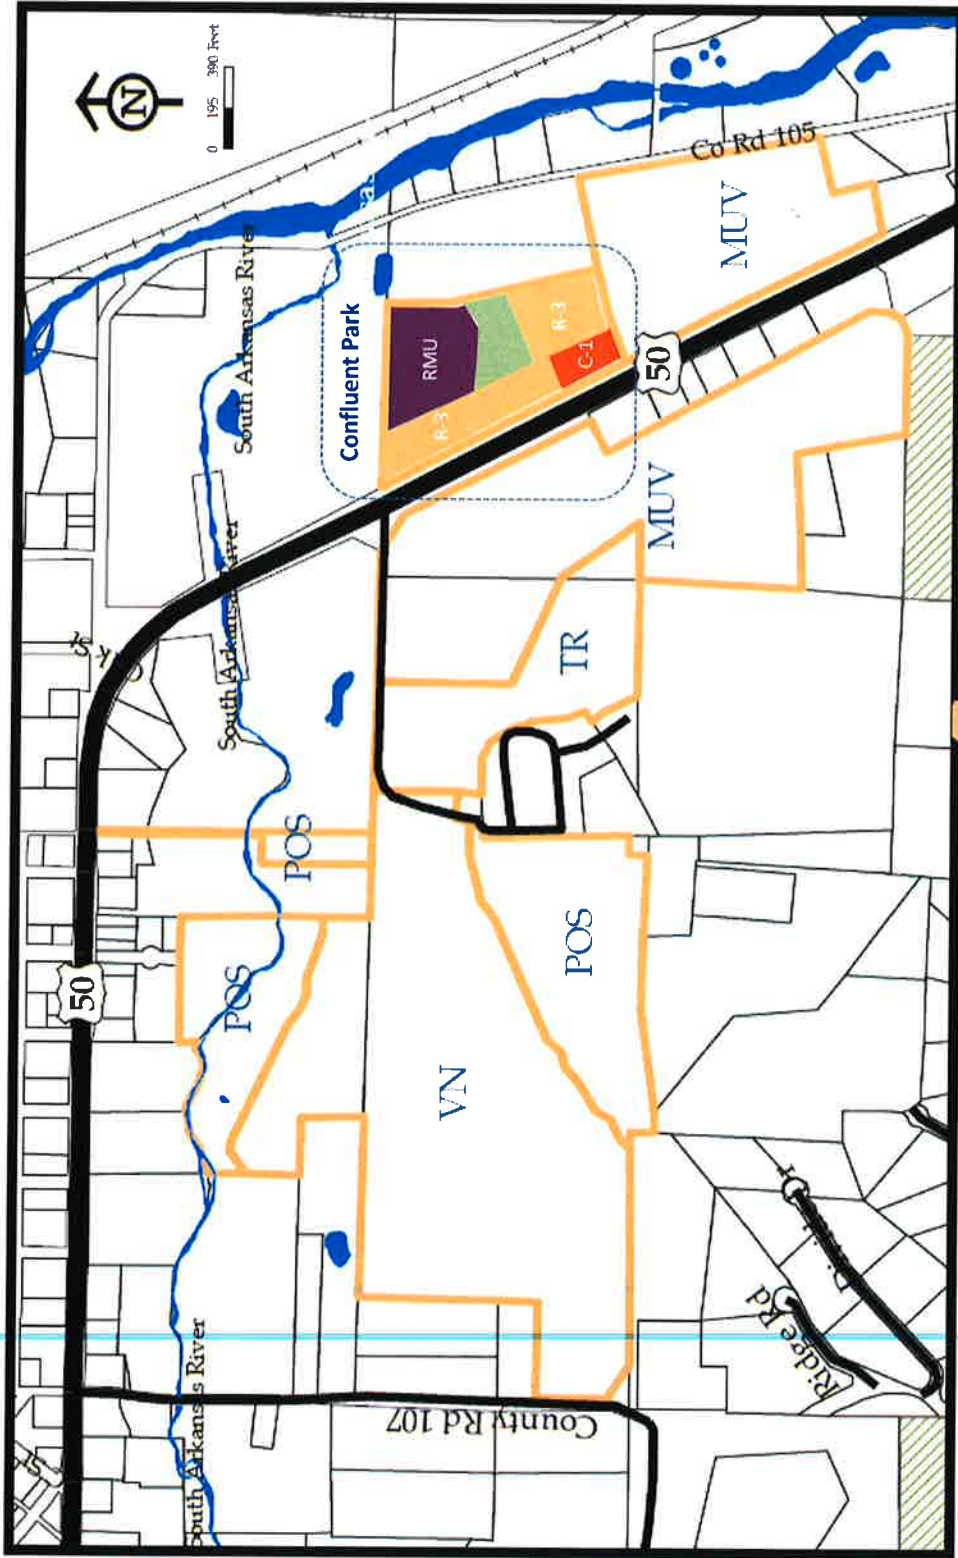 N
0 195 390 Feet
South Arkansas River
Co Rd 105
Confluent Park
RMU
R-3
R-3
C-1
MUV
50
South Arkansas River
MUV
TR
POS
50
POS
POS
VN
Ridge Rd
County Rd 107
South Arkansas River